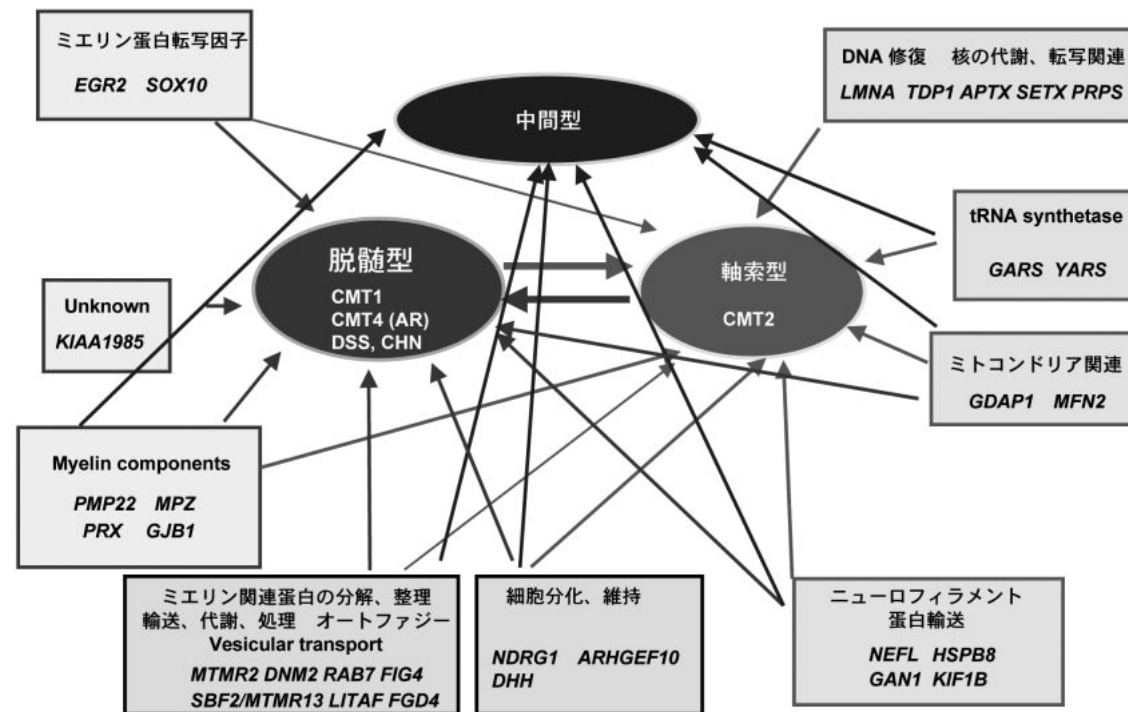 ミエリン蛋白転写因子
EGR2 SOX10
DNA 修復 核の代謝、転写関連
LMNA TDP1 APTX SETX PRPS
中間型
tRNA synthetase
GARS YARS
脱髄型
CMT1
CMT4 (AR)
DSS, CHN
軸索型
CMT2
Unknown
KIAA1985
ミトコンドリア関連
GDAP1 MFN2
Myelin components
PMP22 MPZ
PRX GJB1
ミエリン関連蛋白の分解、整理
輸送、代謝、処理 オートファジー
Vesicular transport
MTMR2 DNM2 RAB7 FIG4
SBF2/MTMR13 LITAF FGD4
細胞分化、維持
NDRG1 ARHGEF10
DHH
ニューロフィラメント
蛋白輸送
NEFL HSPB8
GAN1 KIF1B